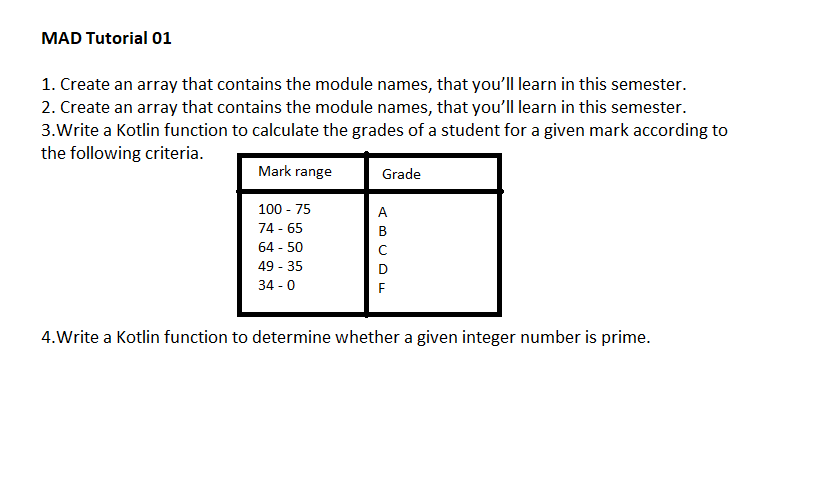 MAD Tutorial 01
1. Create an array that contains the module names, that you’ll learn in this semester.
2. Create an array that contains the module names, that you’ll learn in this semester.
3.Write a Kotlin function to calculate the grades of a student for a given mark according to
the following criteria.
Mark range Grade
100 - 75 A
74 - 65 B
64 - 50 C
49 - 35 D
34 - 0 F
4.Write a Kotlin function to determine whether a given integer number is prime.